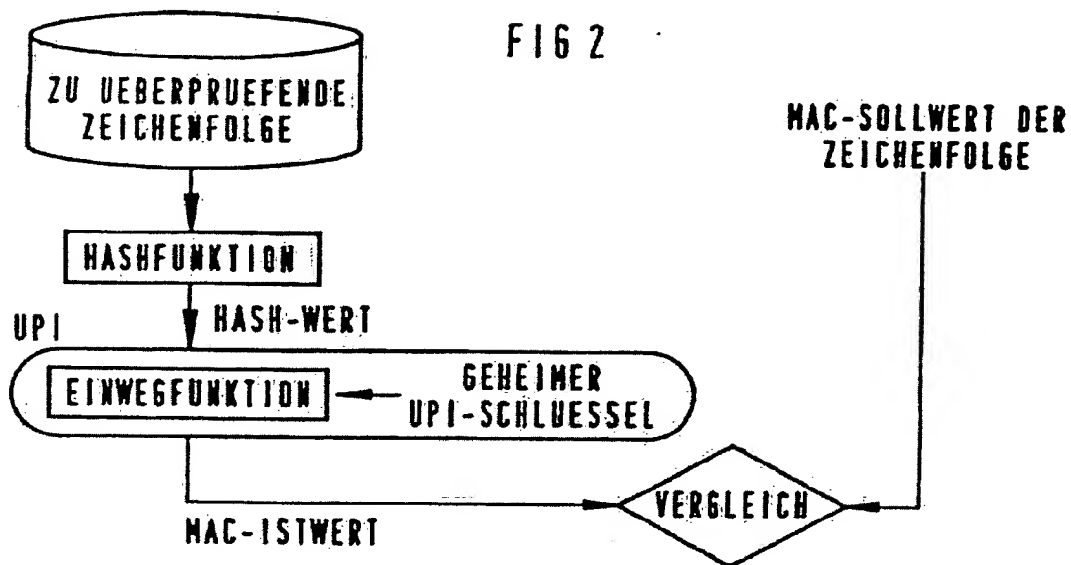 FIG 2
ZU UEBERPRUEFENDE
ZEICHENFOLGE
MAC-SOLLWERT DER
ZEICHENFOLGE
HASHFUNKTION
HASH-WERT
UPI
EINWEGFUNKTION
GEHEIMER
UPI-SCHLUESSEL
VERGLEICH
MAC-ISTWERT